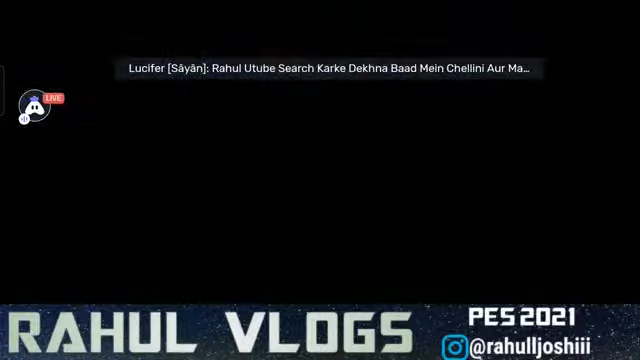 Lucifer [Sāyān]: Rahul Utube Search Karke Dekhna Baad Mein Chellini Aur Ma...
LIVE
RAHUL VLOGS
PES 2021
@rahulljoshiii